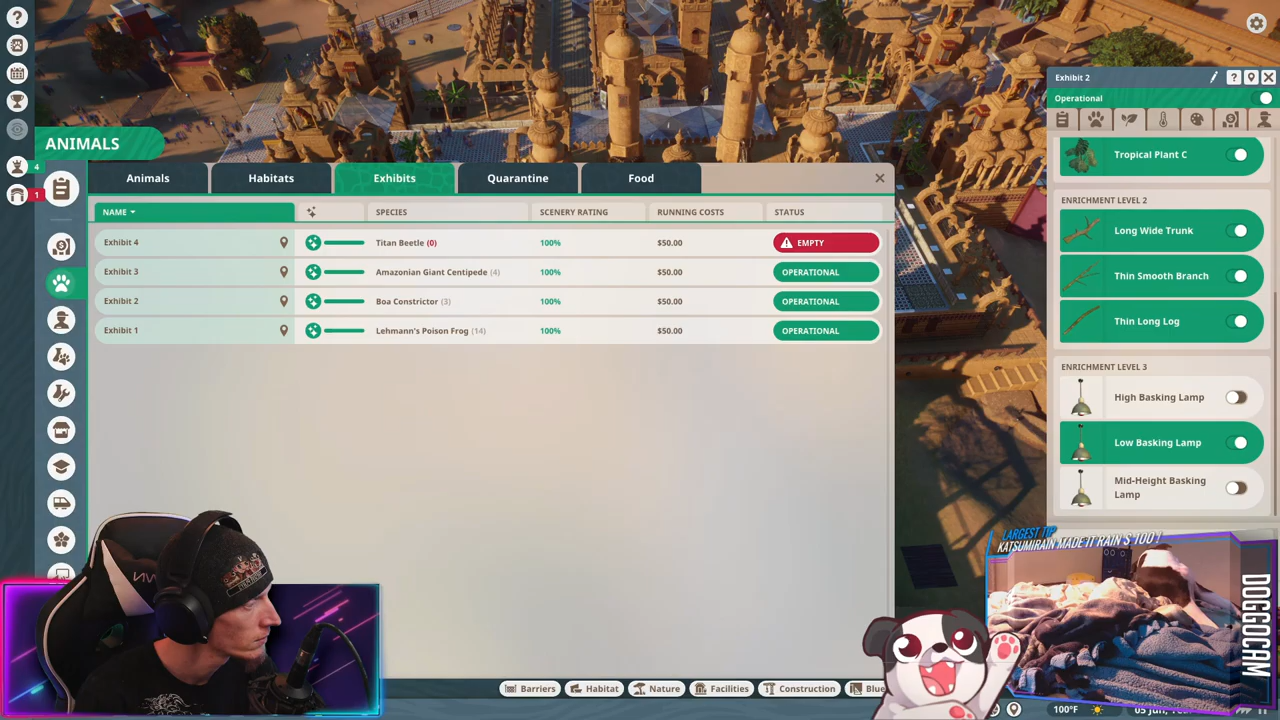 Exhibit 2
?
Operational
4
1
ANIMALS
Animals
Habitats
Exhibits
Quarantine
Food
NAME
SPECIES
SCENERY RATING
RUNNING COSTS
STATUS
Exhibit 4
Titan Beetle (0)
100%
$50.00
EMPTY
Exhibit 3
Amazonian Giant Centipede (4)
100%
$50.00
OPERATIONAL
Exhibit 2
Boa Constrictor (3)
100%
$50.00
OPERATIONAL
Exhibit 1
Lehmann's Poison Frog (14)
100%
$50.00
OPERATIONAL
Tropical Plant C
ENRICHMENT LEVEL 2
Long Wide Trunk
Thin Smooth Branch
Thin Long Log
ENRICHMENT LEVEL 3
High Basking Lamp
Low Basking Lamp
Mid-Height Basking
Lamp
LARGEST TIP
KATSUMIRAIN MADE IT RAIN $100!
DOGGOCAM
Barriers
Habitat
Nature
Facilities
Construction
Blue
100°F
05 Jun,